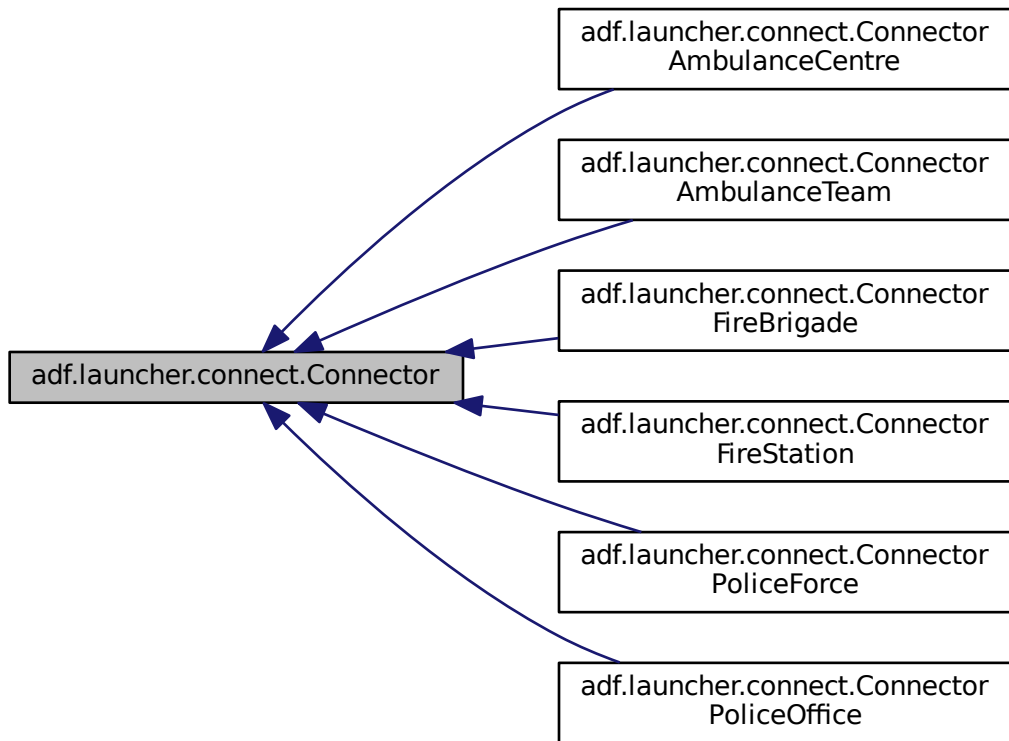 adf.launcher.connect.Connector
AmbulanceCentre
adf.launcher.connect.Connector
AmbulanceTeam
adf.launcher.connect.Connector
FireBrigade
adf.launcher.connect.Connector
adf.launcher.connect.Connector
FireStation
adf.launcher.connect.Connector
PoliceForce
adf.launcher.connect.Connector
PoliceOffice